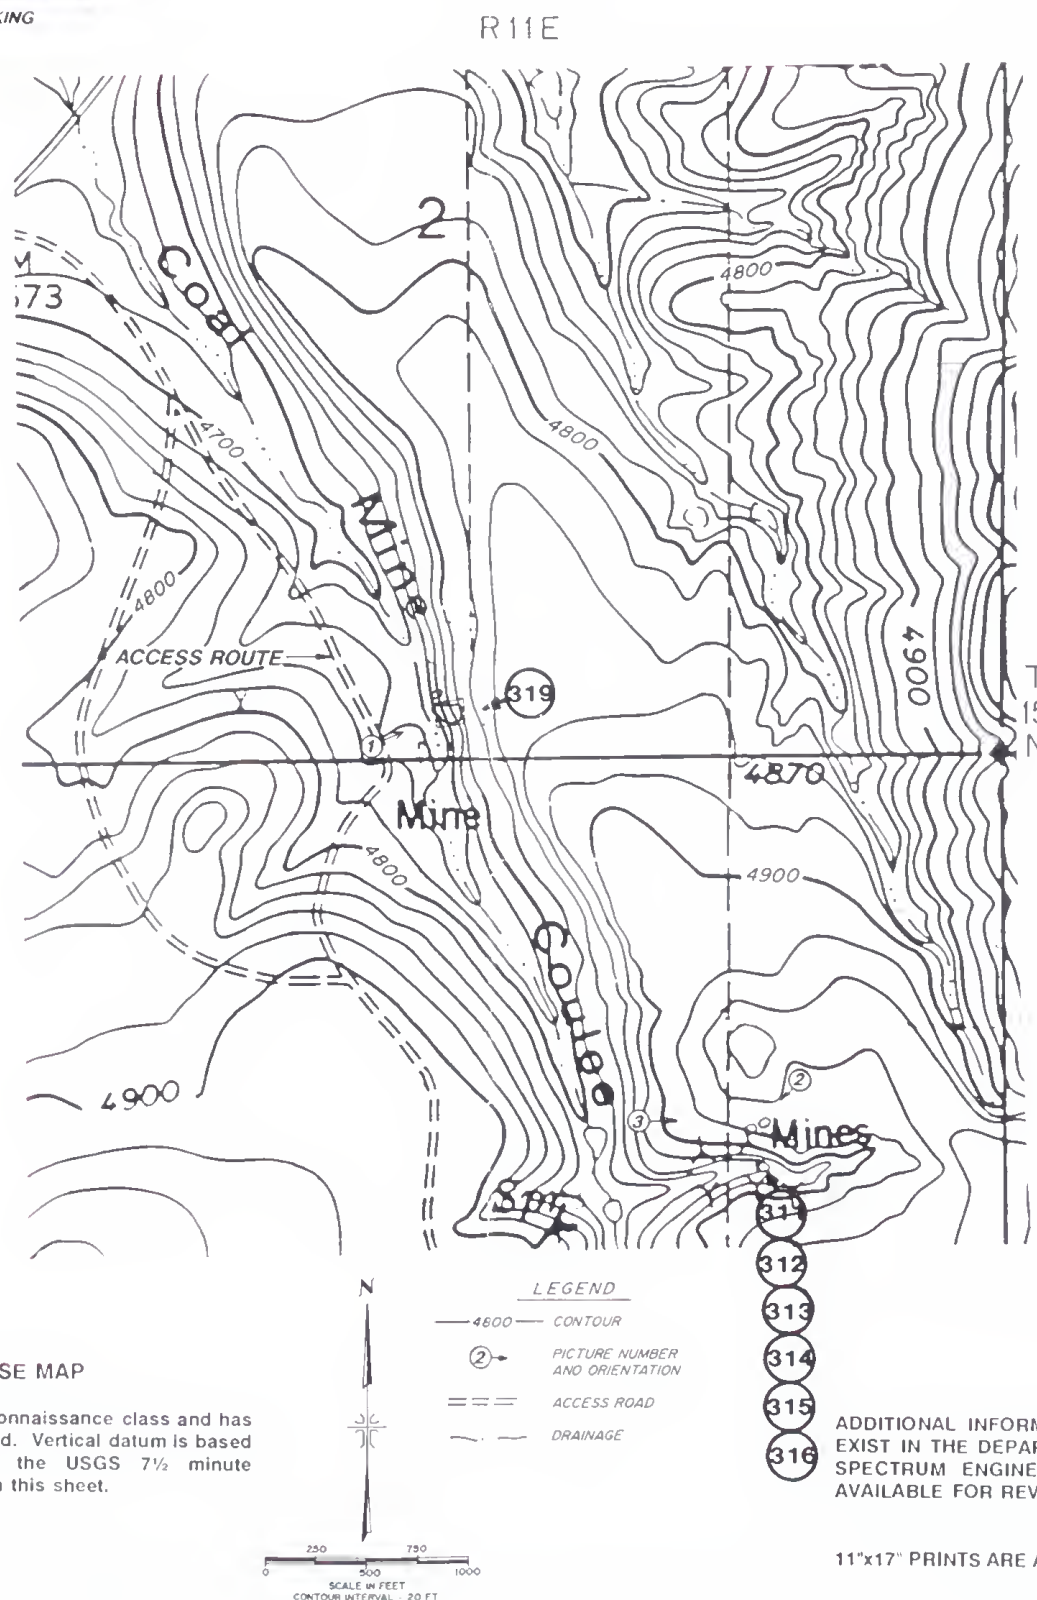 KING
R11E
2
M
573
Coal
4800
4700
4800
Mine
4800
4900
ACCESS ROUTE
319
T
15
N
1
4870
Mine
4800
4900
Coulee
4900
2
3
Mines
311
312
313
314
315
316
N
LEGEND
4800 CONTOUR
2 PICTURE NUMBER
AND ORIENTATION
ACCESS ROAD
DRAINAGE
SE MAP
onnaissance class and has
d. Vertical datum is based
the USGS 7½ minute
this sheet.
ADDITIONAL INFORM
EXIST IN THE DEPAR
SPECTRUM ENGINE
AVAILABLE FOR REV
250 750
0 500 1000
SCALE IN FEET
CONTOUR INTERVAL - 20 FT
11"x17" PRINTS ARE A